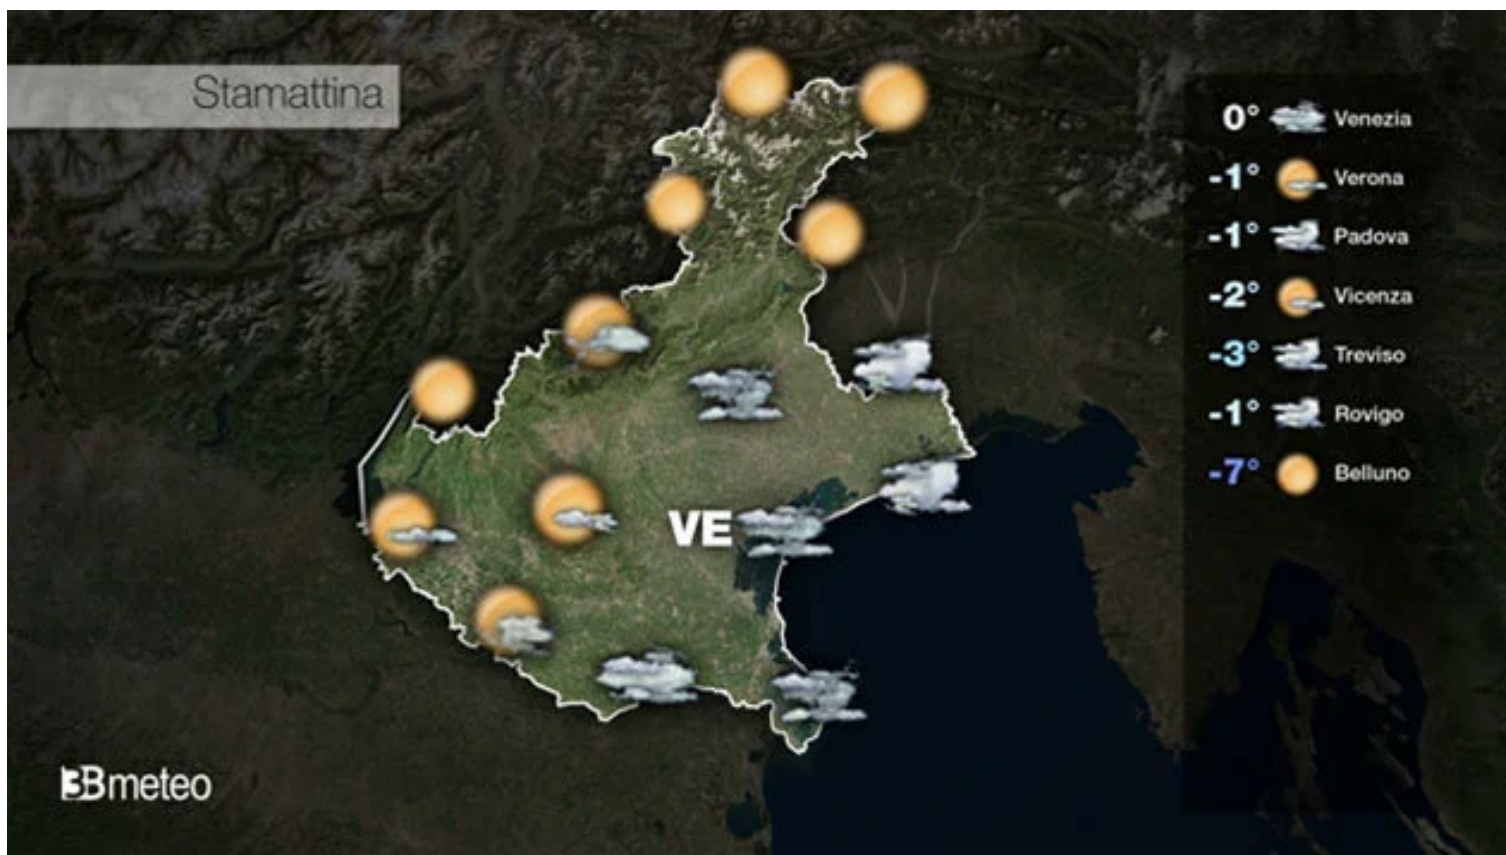 Stamattina
0° Venezia
-1° Verona
-1° Padova
-2° Vicenza
-3° Treviso
-1° Rovigo
-7° Belluno
VE
3Bmeteo